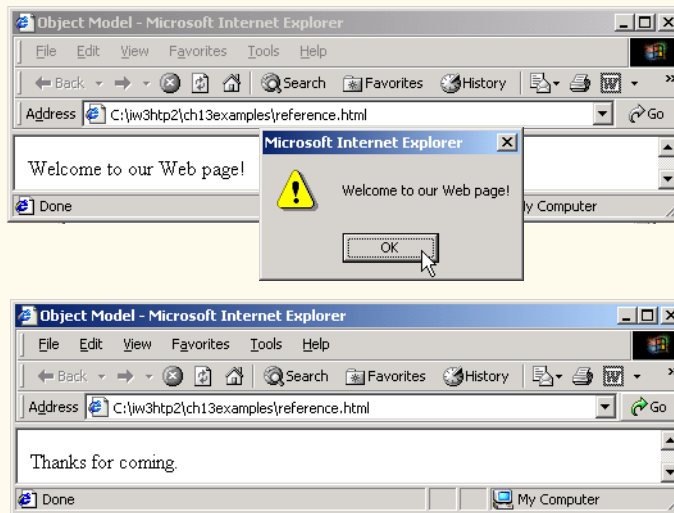 Object Model - Microsoft Internet Explorer
File Edit View Favorites Tools Help
Back Search Favorites History
Address C:\iw3htp2\ch13examples\reference.html Go
Microsoft Internet Explorer
Welcome to our Web page!
Welcome to our Web page!
Done My Computer
OK
Object Model - Microsoft Internet Explorer
File Edit View Favorites Tools Help
Back Search Favorites History
Address C:\iw3htp2\ch13examples\reference.html Go
Thanks for coming.
Done My Computer